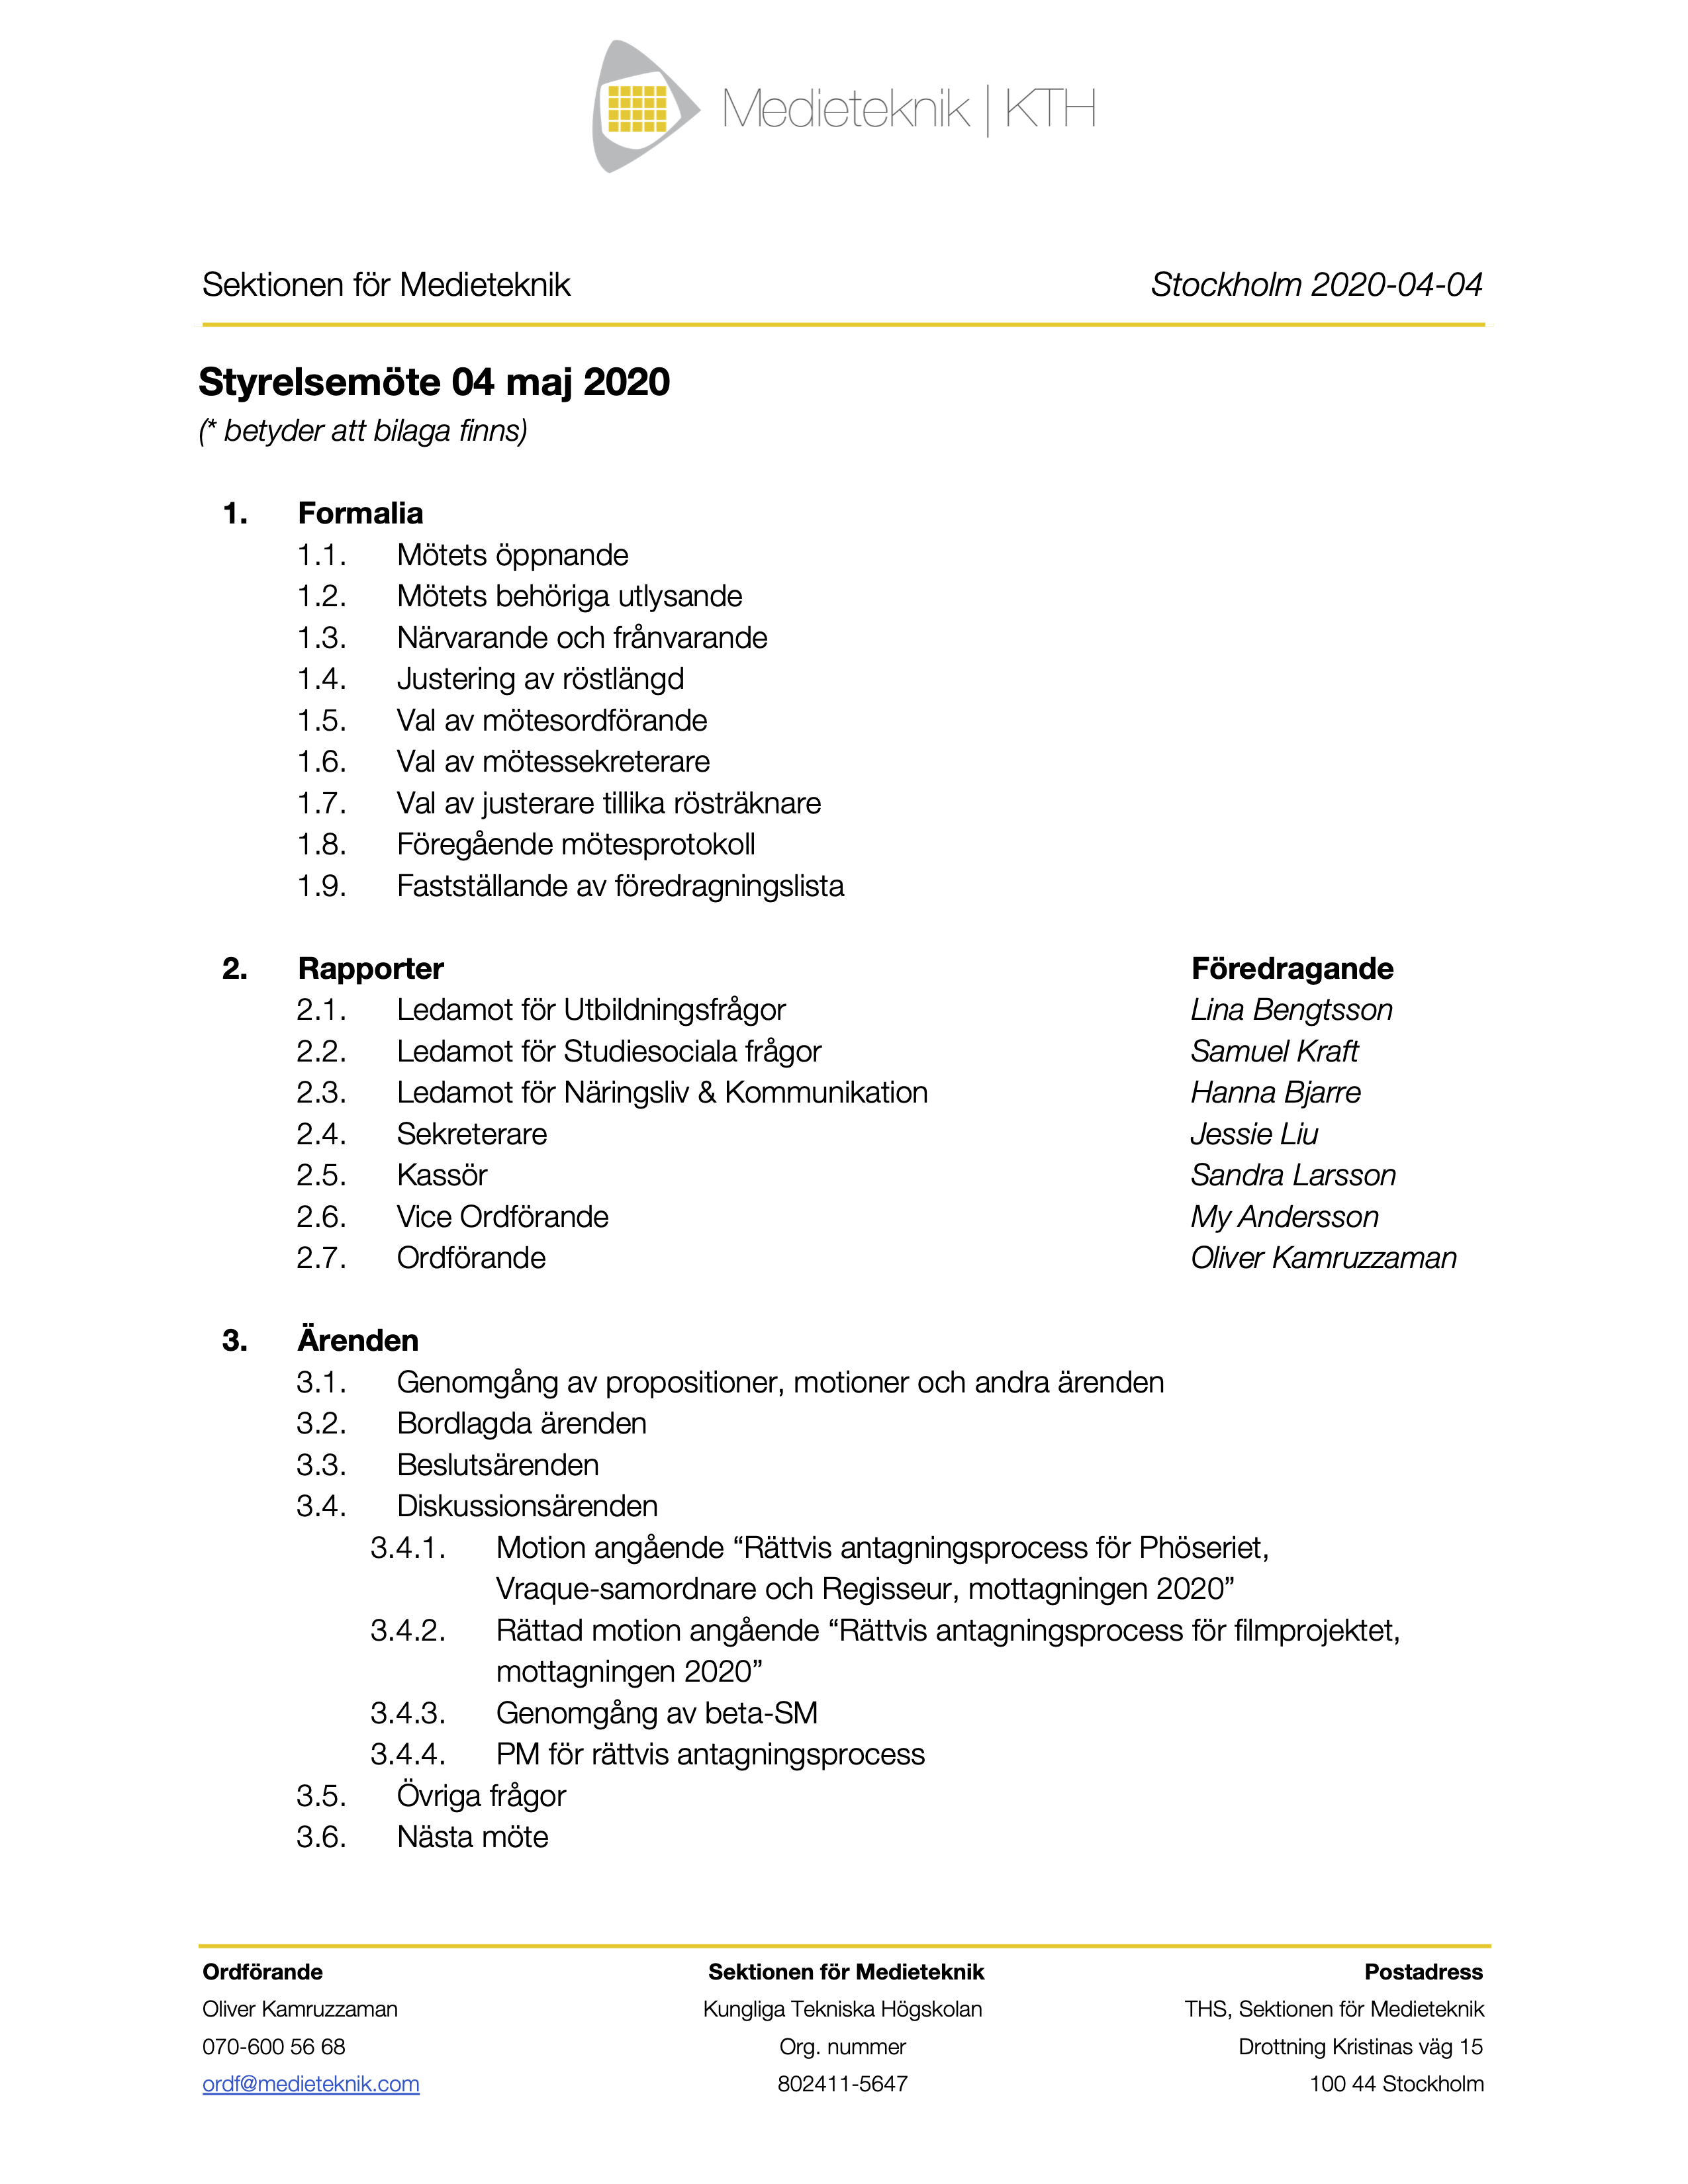 Medieteknik | KTH
Sektionen för Medieteknik Stockholm 2020-04-04
Styrelsemöte 04 maj 2020
(* betyder att bilaga finns)
1. Formalia
1.1. Mötets öppnande
1.2. Mötets behöriga utlysande
1.3. Närvarande och frånvarande
1.4. Justering av röstlängd
1.5. Val av mötesordförande
1.6. Val av mötessekreterare
1.7. Val av justerare tillika rösträknare
1.8. Föregående mötesprotokoll
1.9. Fastställande av föredragningslista
2. Rapporter Föredragande
2.1. Ledamot för Utbildningsfrågor Lina Bengtsson
2.2. Ledamot för Studiesociala frågor Samuel Kraft
2.3. Ledamot för Näringsliv & Kommunikation Hanna Bjarre
2.4. Sekreterare Jessie Liu
2.5. Kassör Sandra Larsson
2.6. Vice Ordförande My Andersson
2.7. Ordförande Oliver Kamruzzaman
3. Ärenden
3.1. Genomgång av propositioner, motioner och andra ärenden
3.2. Bordlagda ärenden
3.3. Beslutsärenden
3.4. Diskussionsärenden
3.4.1. Motion angående “Rättvis antagningsprocess för Phöseriet,
Vraque-samordnare och Regisseur, mottagningen 2020”
3.4.2. Rättad motion angående “Rättvis antagningsprocess för filmprojektet,
mottagningen 2020”
3.4.3. Genomgång av beta-SM
3.4.4. PM för rättvis antagningsprocess
3.5. Övriga frågor
3.6. Nästa möte
Ordförande Sektionen för Medieteknik Postadress
Oliver Kamruzzaman Kungliga Tekniska Högskolan THS, Sektionen för Medieteknik
070-600 56 68 Org. nummer Drottning Kristinas väg 15
ordf@medieteknik.com 802411-5647 100 44 Stockholm